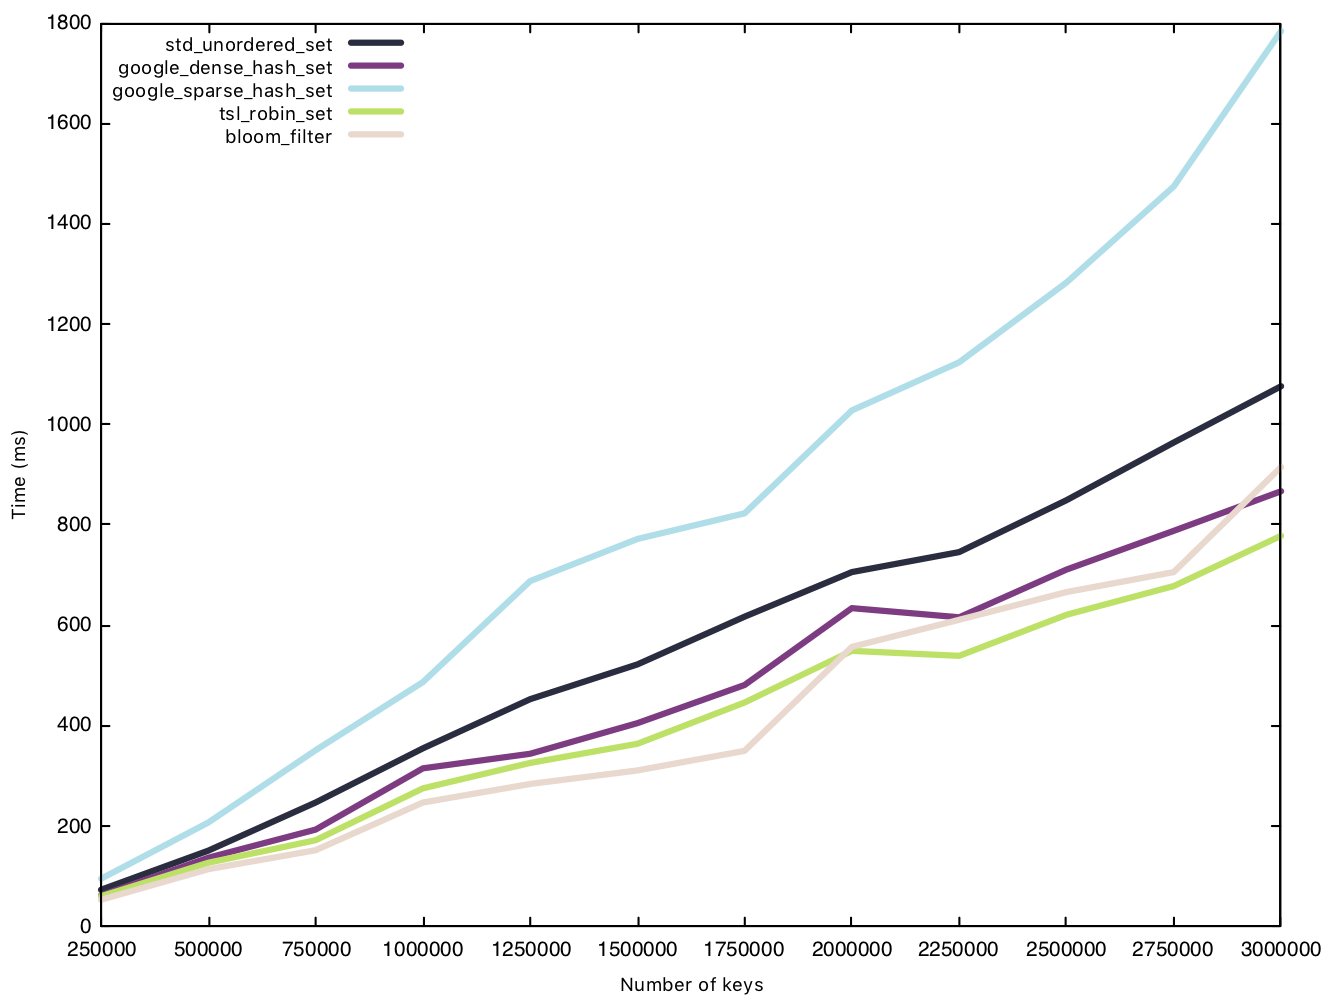 std_unordered_set
google_dense_hash_set
google_sparse_hash_set
tsl_robin_set
bloom_filter
1800
1600
1400
1200
1000
800
600
400
200
0
Time (ms)
250000 500000 750000 1000000 1250000 1500000 1750000 2000000 2250000 2500000 2750000 3000000
Number of keys